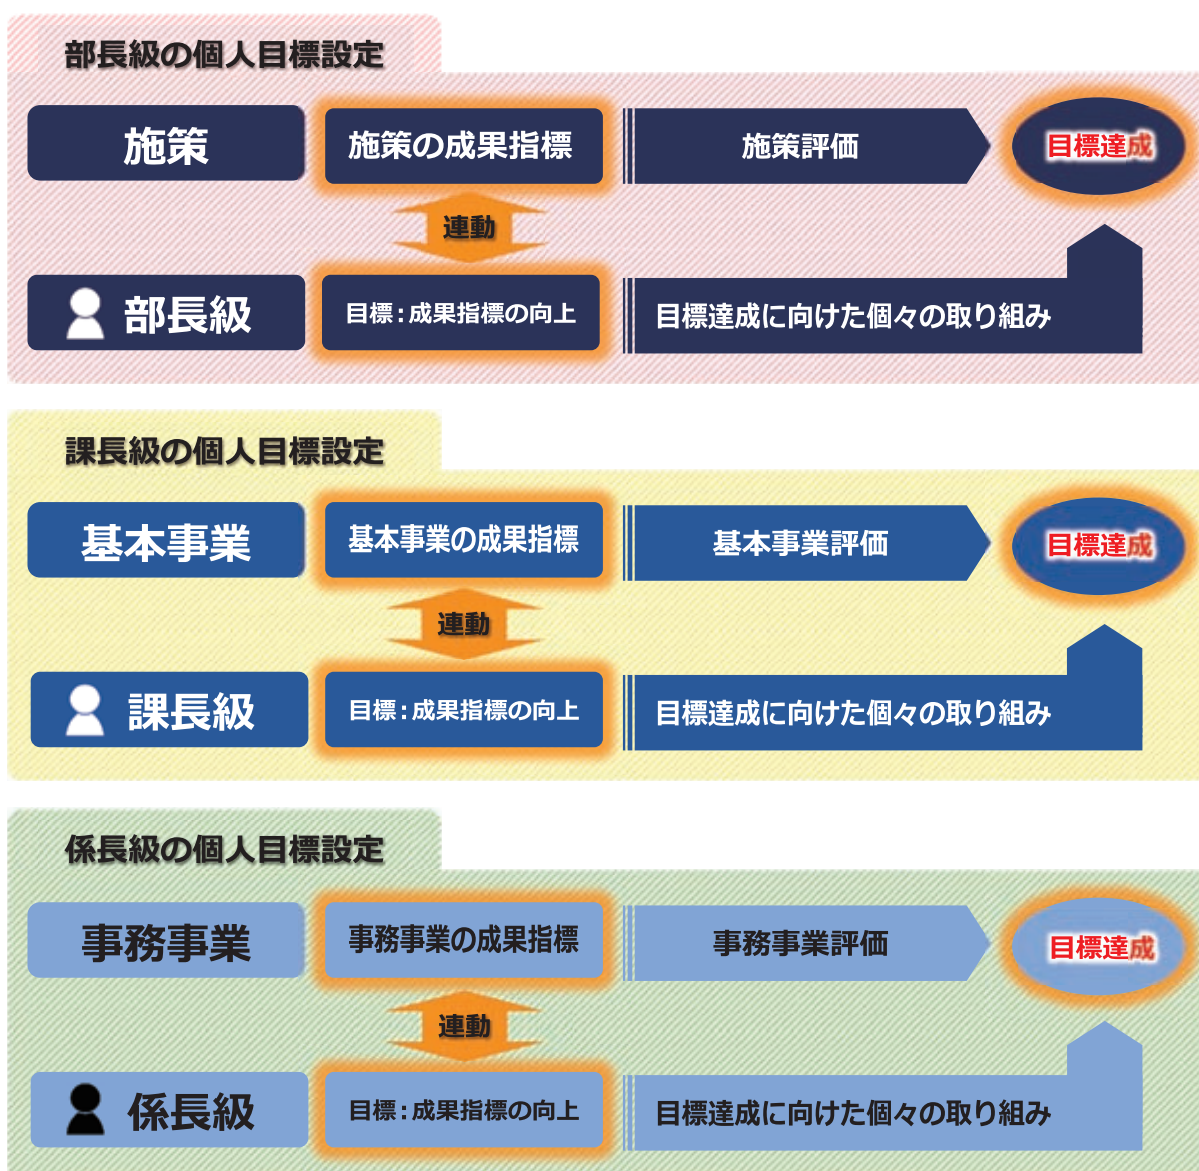 部長級の個人目標設定
施策
施策の成果指標
施策評価
目標達成
連動
部長級
目標：成果指標の向上
目標達成に向けた個々の取り組み
課長級の個人目標設定
基本事業
基本事業の成果指標
基本事業評価
目標達成
連動
課長級
目標：成果指標の向上
目標達成に向けた個々の取り組み
係長級の個人目標設定
事務事業
事務事業の成果指標
事務事業評価
目標達成
連動
係長級
目標：成果指標の向上
目標達成に向けた個々の取り組み